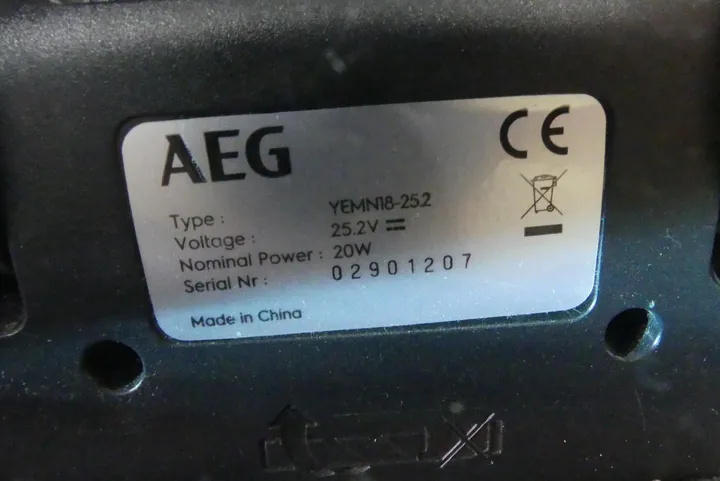 AEG
CE
Type : YEMN18-25.2
Voltage : 25.2V
Nominal Power : 20W
Serial Nr : 02901207
Made in China